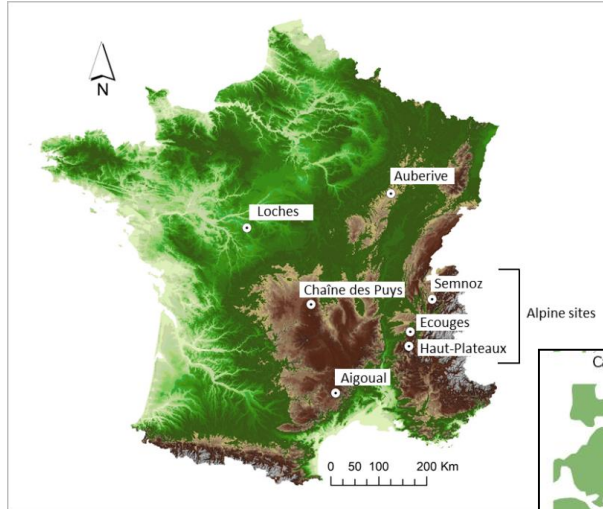 N
Auberive
Loches
Semnoz
Chaîne des Puys
Alpine sites
Ecouges
Haut-Plateaux
Aigoual
0 50 100 200 Km